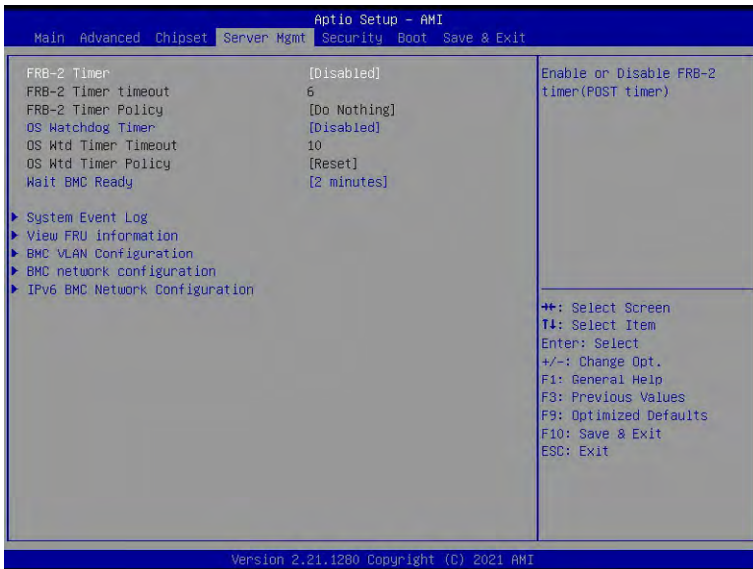 Aptio Setup - AMI
Main Advanced Chipset Server Mgmt Security Boot Save & Exit
FRB-2 Timer [Disabled]
FRB-2 Timer timeout 6
FRB-2 Timer Policy [Do Nothing]
OS Watchdog Timer [Disabled]
OS Wtd Timer Timeout 10
OS Wtd Timer Policy [Reset]
Wait BMC Ready [2 minutes]
▶ System Event Log
▶ View FRU information
▶ BMC VLAN Configuration
▶ BMC network configuration
▶ IPv6 BMC Network Configuration
Enable or Disable FRB-2
timer(POST timer)
→←: Select Screen
↑↓: Select Item
Enter: Select
+/-: Change Opt.
F1: General Help
F3: Previous Values
F9: Optimized Defaults
F10: Save & Exit
ESC: Exit
Version 2.21.1280 Copyright (C) 2021 AMI